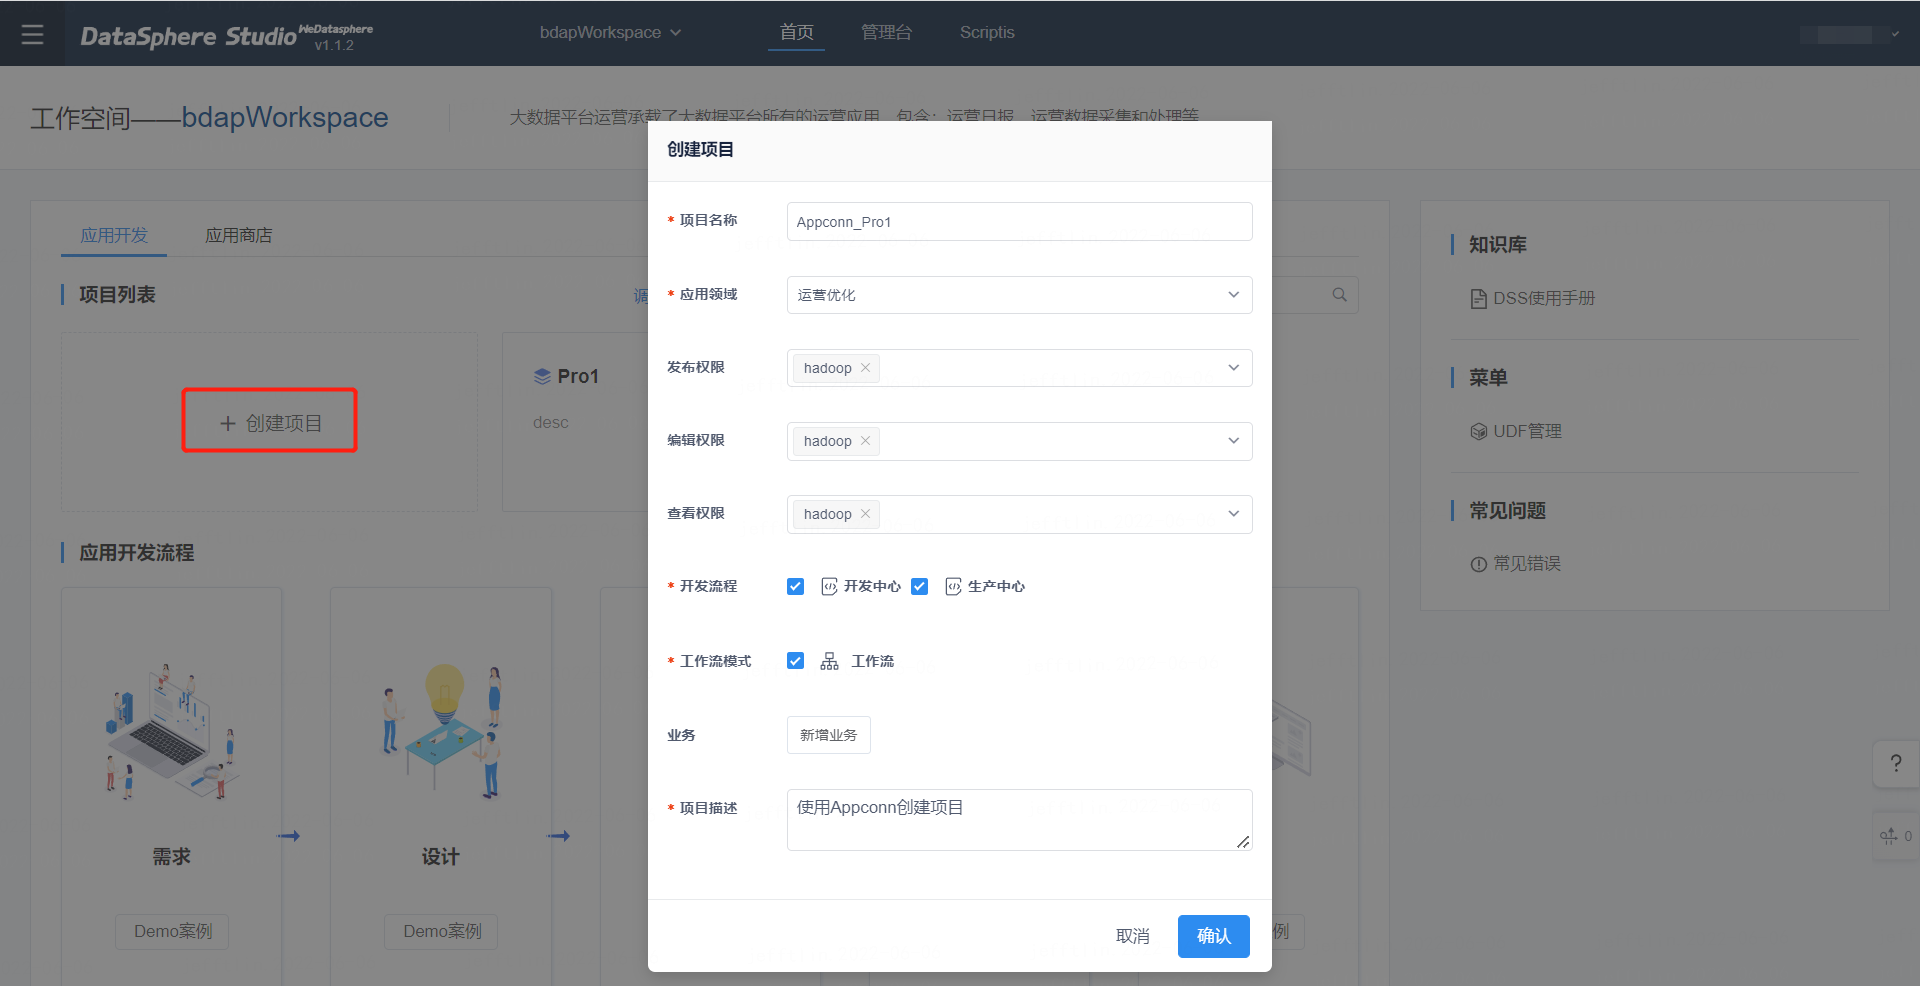 DataSphere Studio WeDatasphere v1.1.2
bdapWorkspace
首页
管理台
Scriptis
工作空间——bdapWorkspace
大数据平台运营承载了大数据平台所有的运营应用，包含：运营日报，运营数据采集和处理等
应用开发
应用商店
项目列表
调
+ 创建项目
Pro1
desc
应用开发流程
需求
Demo案例
设计
Demo案例
例
创建项目
* 项目名称
Appconn_Pro1
* 应用领域
运营优化
发布权限
hadoop
编辑权限
hadoop
查看权限
hadoop
* 开发流程
开发中心
生产中心
* 工作流模式
工作流
业务
新增业务
* 项目描述
使用Appconn创建项目
取消
确认
知识库
DSS使用手册
菜单
UDF管理
常见问题
常见错误
?
0